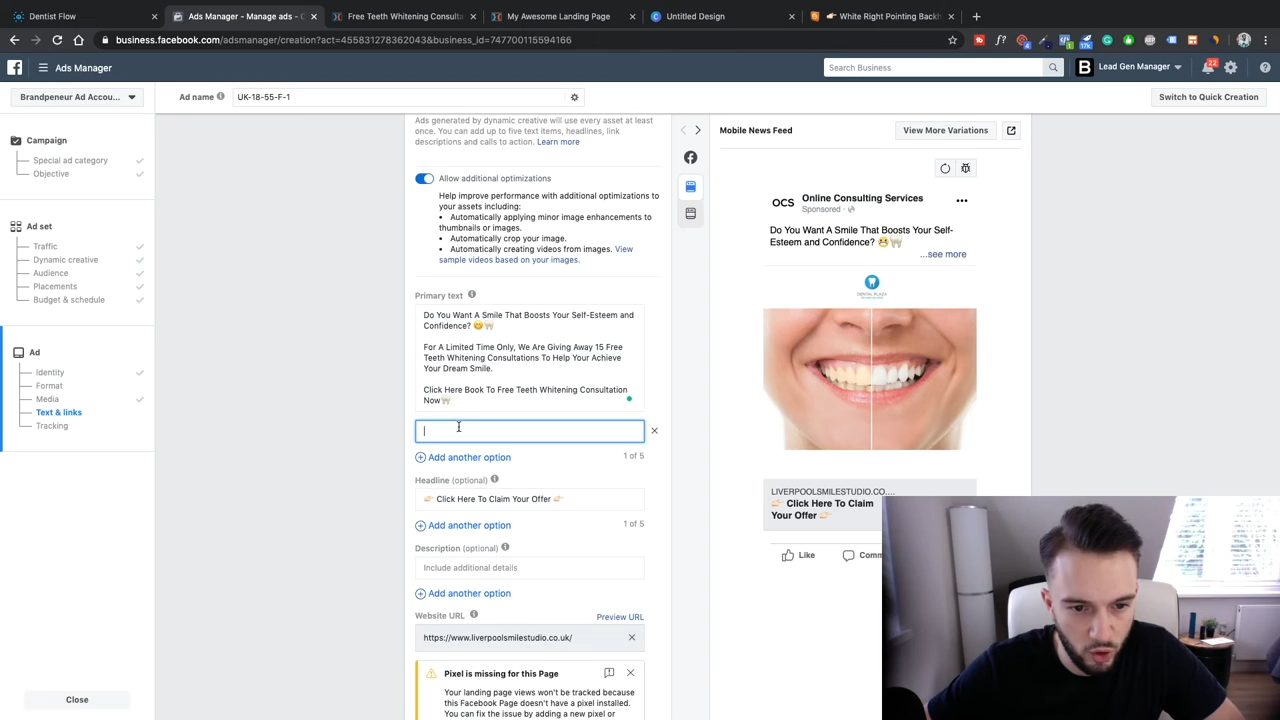 Dentist Flow
Ads Manager - Manage ads - C
Free Teeth Whitening Consulta
My Awesome Landing Page
Untitled Design
White Right Pointing Backh
business.facebook.com/adsmanager/creation?act=455831278362043&business_id=747700115594166
Ads Manager
Search Business
Lead Gen Manager
22
Brandpeneur Ad Accou...
Ad name
UK-18-55-F-1
Switch to Quick Creation
Campaign
Special ad category
Objective
Ad set
Traffic
Dynamic creative
Audience
Placements
Budget & schedule
Ad
Identity
Format
Media
Text & links
Tracking
Close
Ads generated by dynamic creative will use every asset at least
once. You can add up to five text items, headlines, link
descriptions and calls to action. Learn more
Allow additional optimizations
Help improve performance with additional optimizations to
your assets including:
• Automatically applying minor image enhancements to
thumbnails or images.
• Automatically crop your image.
• Automatically creating videos from images. View
sample videos based on your images.
Primary text
Do You Want A Smile That Boosts Your Self-Esteem and
Confidence? 😁🦷
For A Limited Time Only, We Are Giving Away 15 Free
Teeth Whitening Consultations To Help Your Achieve
Your Dream Smile.
Click Here Book To Free Teeth Whitening Consultation
Now🦷
Add another option
1 of 5
Headline (optional)
👉🏻 Click Here To Claim Your Offer 👉🏻
Add another option
1 of 5
Description (optional)
Include additional details
Add another option
Website URL
Preview URL
https://www.liverpoolsmilestudio.co.uk/
Pixel is missing for this Page
Your landing page views won't be tracked because
this Facebook Page doesn't have a pixel installed.
You can fix the issue by adding a new pixel or
Mobile News Feed
View More Variations
OCS
Online Consulting Services
Sponsored ·
Do You Want A Smile That Boosts Your Self-
Esteem and Confidence? 😁🦷
...see more
DENTAL PLAZA
LIVERPOOLSMILESTUDIO.CO....
👉🏻 Click Here To Claim
Your Offer 👉🏻
Like
Comm